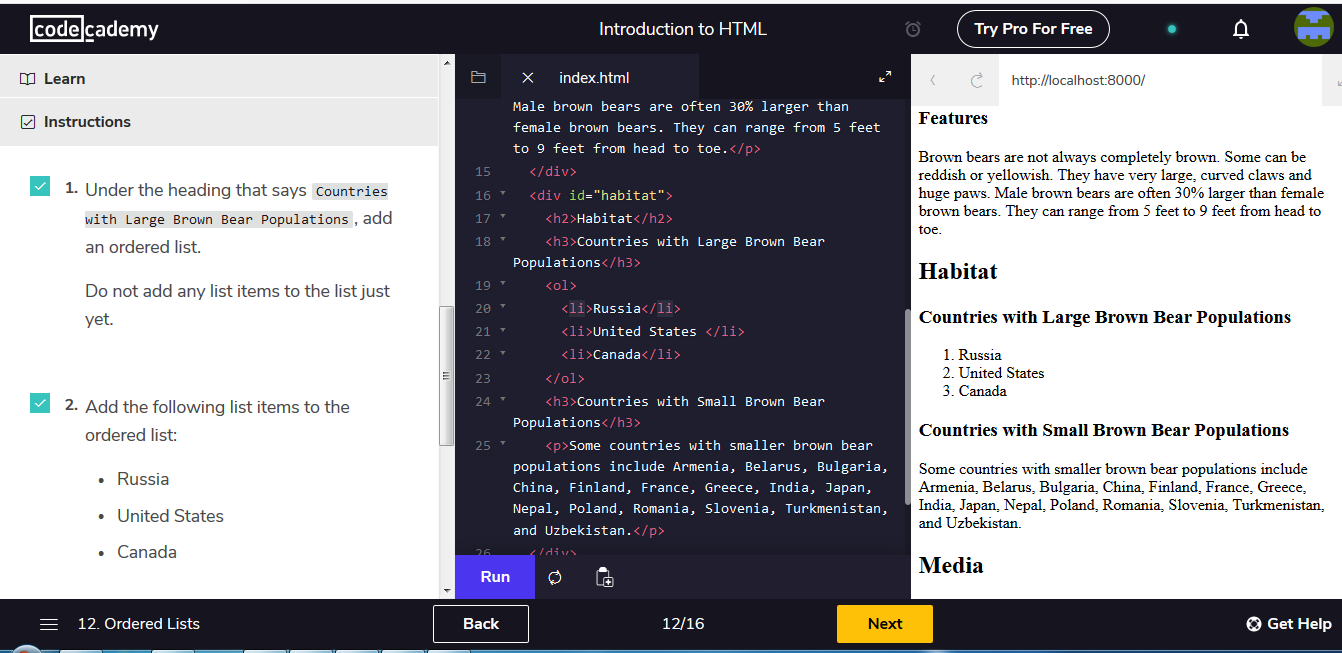 codecademy
Introduction to HTML
Try Pro For Free
Learn
Instructions
1. Under the heading that says Countries
with Large Brown Bear Populations, add
an ordered list.
Do not add any list items to the list just
yet.
2. Add the following list items to the
ordered list:
• Russia
• United States
• Canada
index.html
Male brown bears are often 30% larger than
female brown bears. They can range from 5 feet
to 9 feet from head to toe.</p>
15 </div>
16 <div id="habitat">
17 <h2>Habitat</h2>
18 <h3>Countries with Large Brown Bear
Populations</h3>
19 <ol>
20 <li>Russia</li>
21 <li>United States </li>
22 <li>Canada</li>
23 </ol>
24 <h3>Countries with Small Brown Bear
Populations</h3>
25 <p>Some countries with smaller brown bear
populations include Armenia, Belarus, Bulgaria,
China, Finland, France, Greece, India, Japan,
Nepal, Poland, Romania, Slovenia, Turkmenistan,
and Uzbekistan.</p>
26 </div>
Run
http://localhost:8000/
Features
Brown bears are not always completely brown. Some can be
reddish or yellowish. They have very large, curved claws and
huge paws. Male brown bears are often 30% larger than female
brown bears. They can range from 5 feet to 9 feet from head to
toe.
Habitat
Countries with Large Brown Bear Populations
1. Russia
2. United States
3. Canada
Countries with Small Brown Bear Populations
Some countries with smaller brown bear populations include
Armenia, Belarus, Bulgaria, China, Finland, France, Greece,
India, Japan, Nepal, Poland, Romania, Slovenia, Turkmenistan,
and Uzbekistan.
Media
12. Ordered Lists
Back
12/16
Next
Get Help